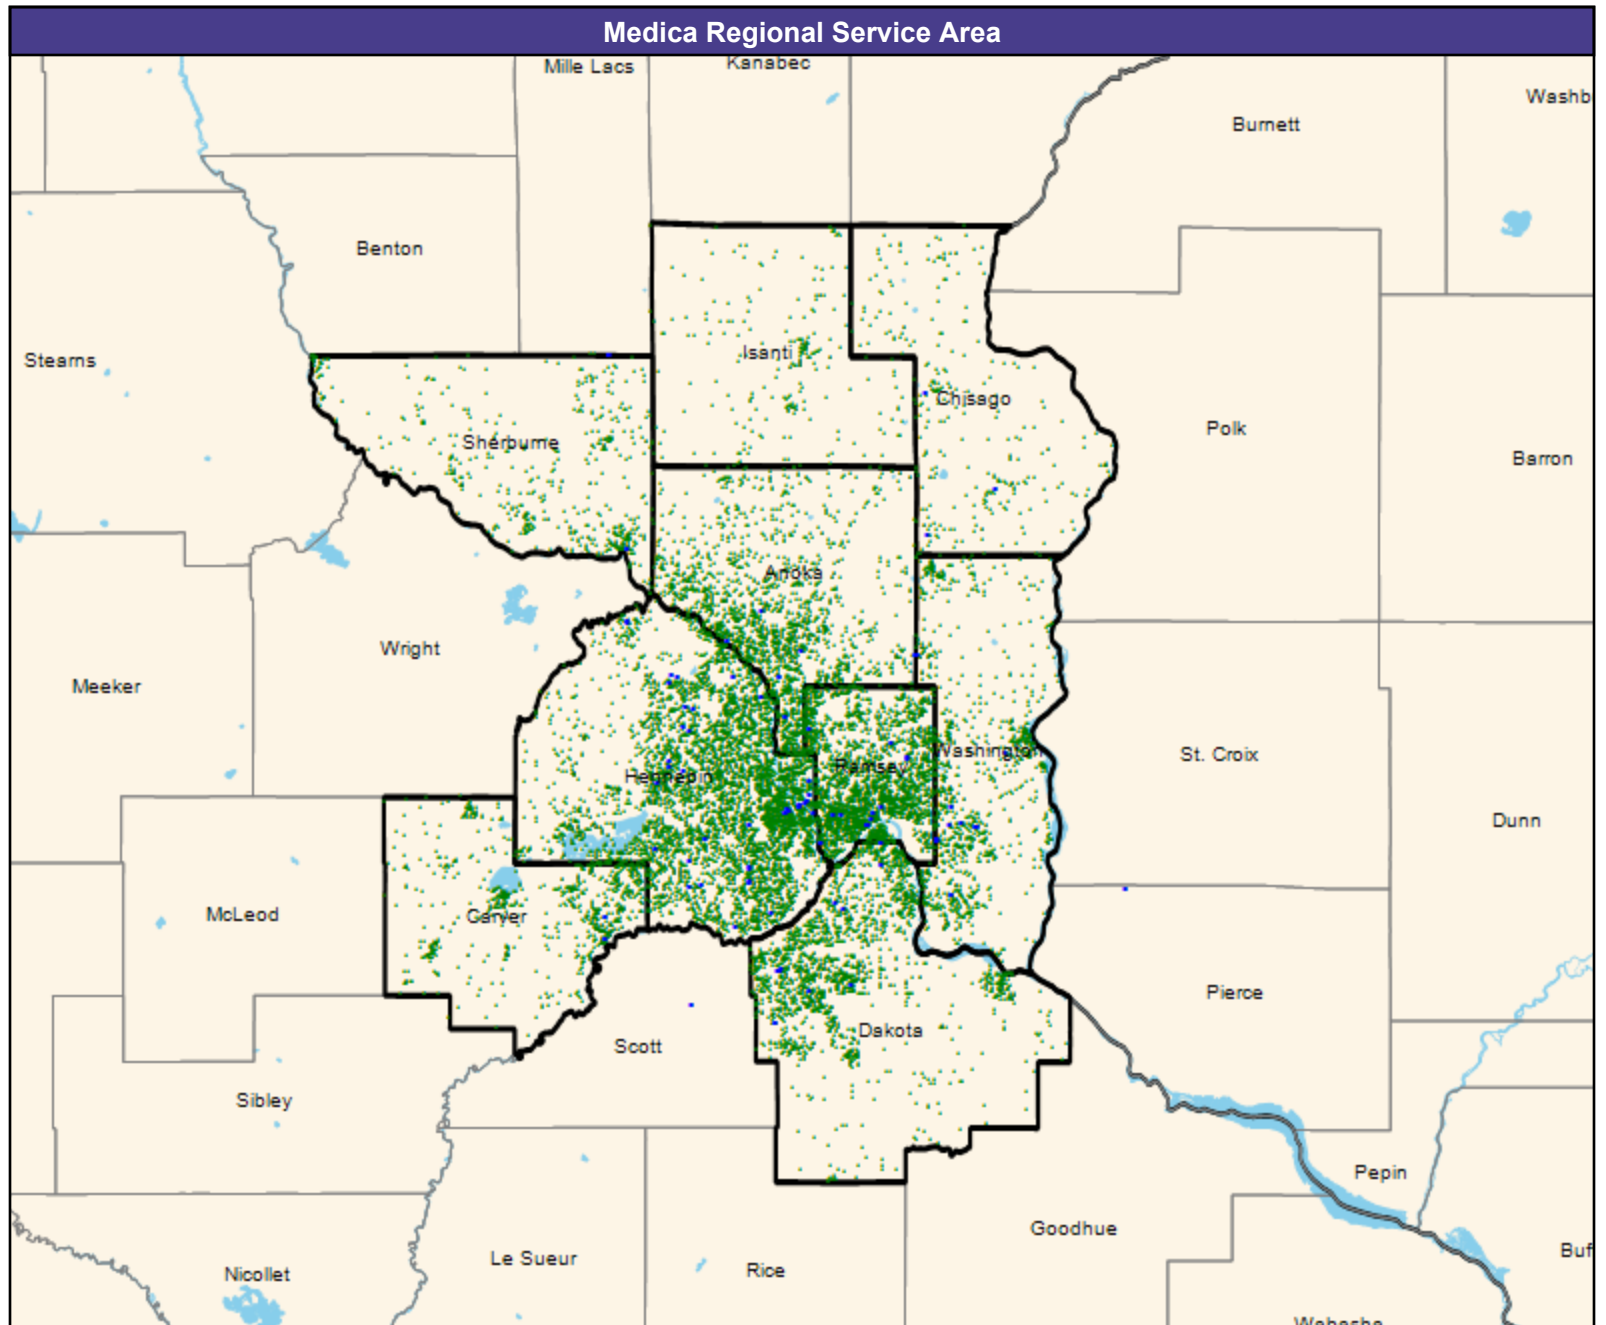 Medica Regional Service Area
Mille Lacs
Kanabec
Washb
Burnett
Benton
Stearns
Isanti
Chisago
Sherburne
Polk
Barron
Anoka
Wright
Meeker
Washington
St. Croix
Hennepin
Ramsey
Dunn
McLeod
Carver
Pierce
Scott
Dakota
Sibley
Pepin
Goodhue
Buf
Le Sueur
Rice
Nicollet